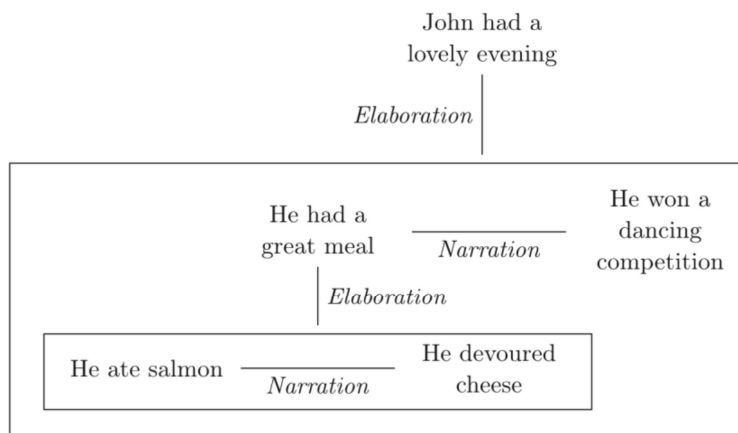 John had a
lovely evening
Elaboration
He had a
great meal
Narration
He won a
dancing
competition
Elaboration
He ate salmon
Narration
He devoured
cheese